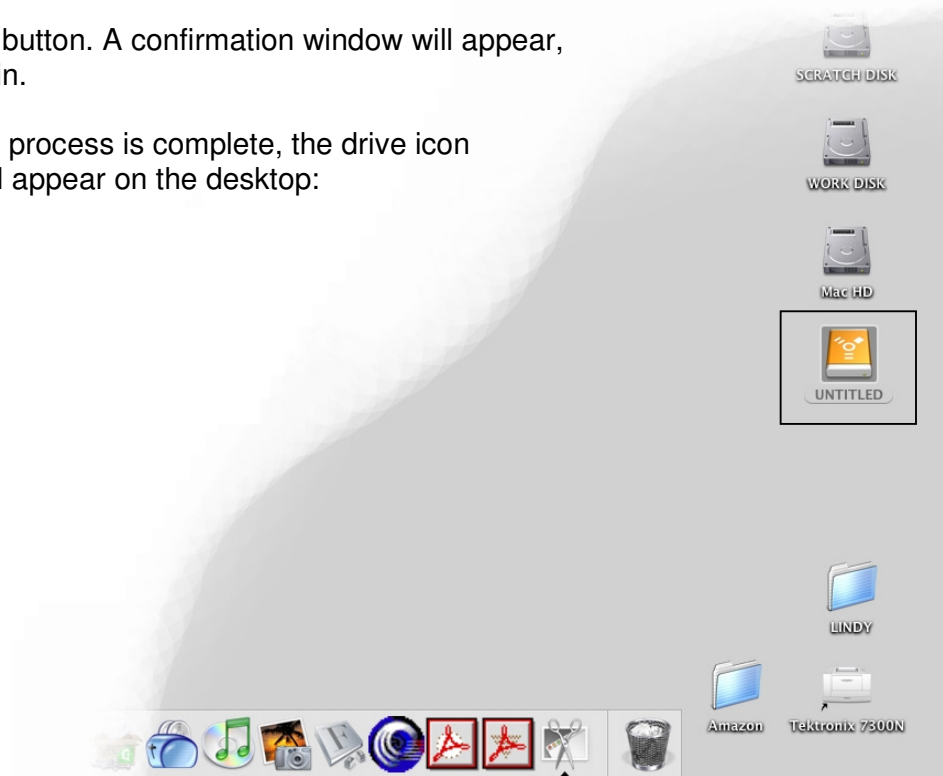 button. A confirmation window will appear,
in.
process is complete, the drive icon
appear on the desktop:
SCRATCH DISK
WORK DISK
Mac HD
UNTITLED
LINDY
Amazon
Tektronix 7300N